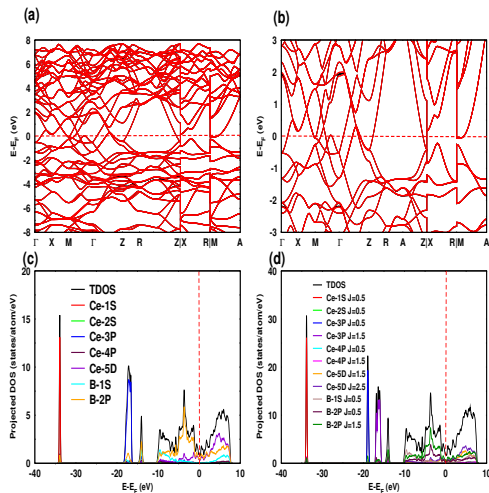 (a)
8
6
4
2
0
-2
-4
-6
-8
E-E_F (eV)
Γ X M Γ Z R Z|X R|M A
(b)
3
2
1
0
-1
-2
-3
E-E_F (eV)
Γ X M Γ Z R A Z|X R|M A
(c)
20
15
10
5
0
Projected DOS (states/atom/eV)
TDOS
Ce-1S
Ce-2S
Ce-3P
Ce-4P
Ce-5D
B-1S
B-2P
-40 -30 -20 -10 0 10
E-E_F (eV)
(d)
40
30
20
10
0
Projected DOS (states/atom/eV)
TDOS
Ce-1S J=0.5
Ce-2S J=0.5
Ce-3P J=0.5
Ce-3P J=1.5
Ce-4P J=0.5
Ce-4P J=1.5
Ce-5D J=1.5
Ce-5D J=2.5
B-1S J=0.5
B-2P J=0.5
B-2P J=1.5
-40 -30 -20 -10 0 10
E-E_F (eV)